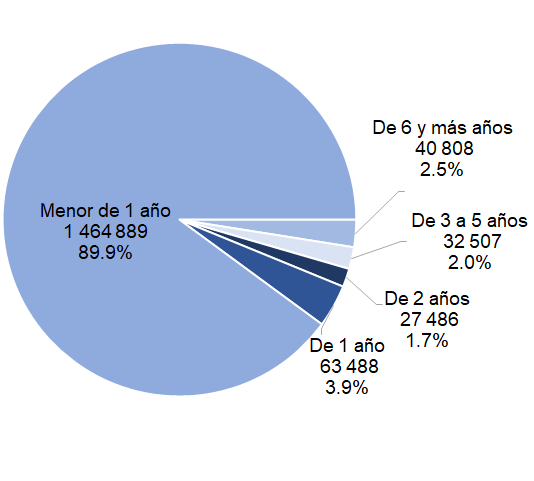 De 6 y más años
40 808
2.5%
Menor de 1 año
1 464 889
89.9%
De 3 a 5 años
32 507
2.0%
De 2 años
27 486
1.7%
De 1 año
63 488
3.9%